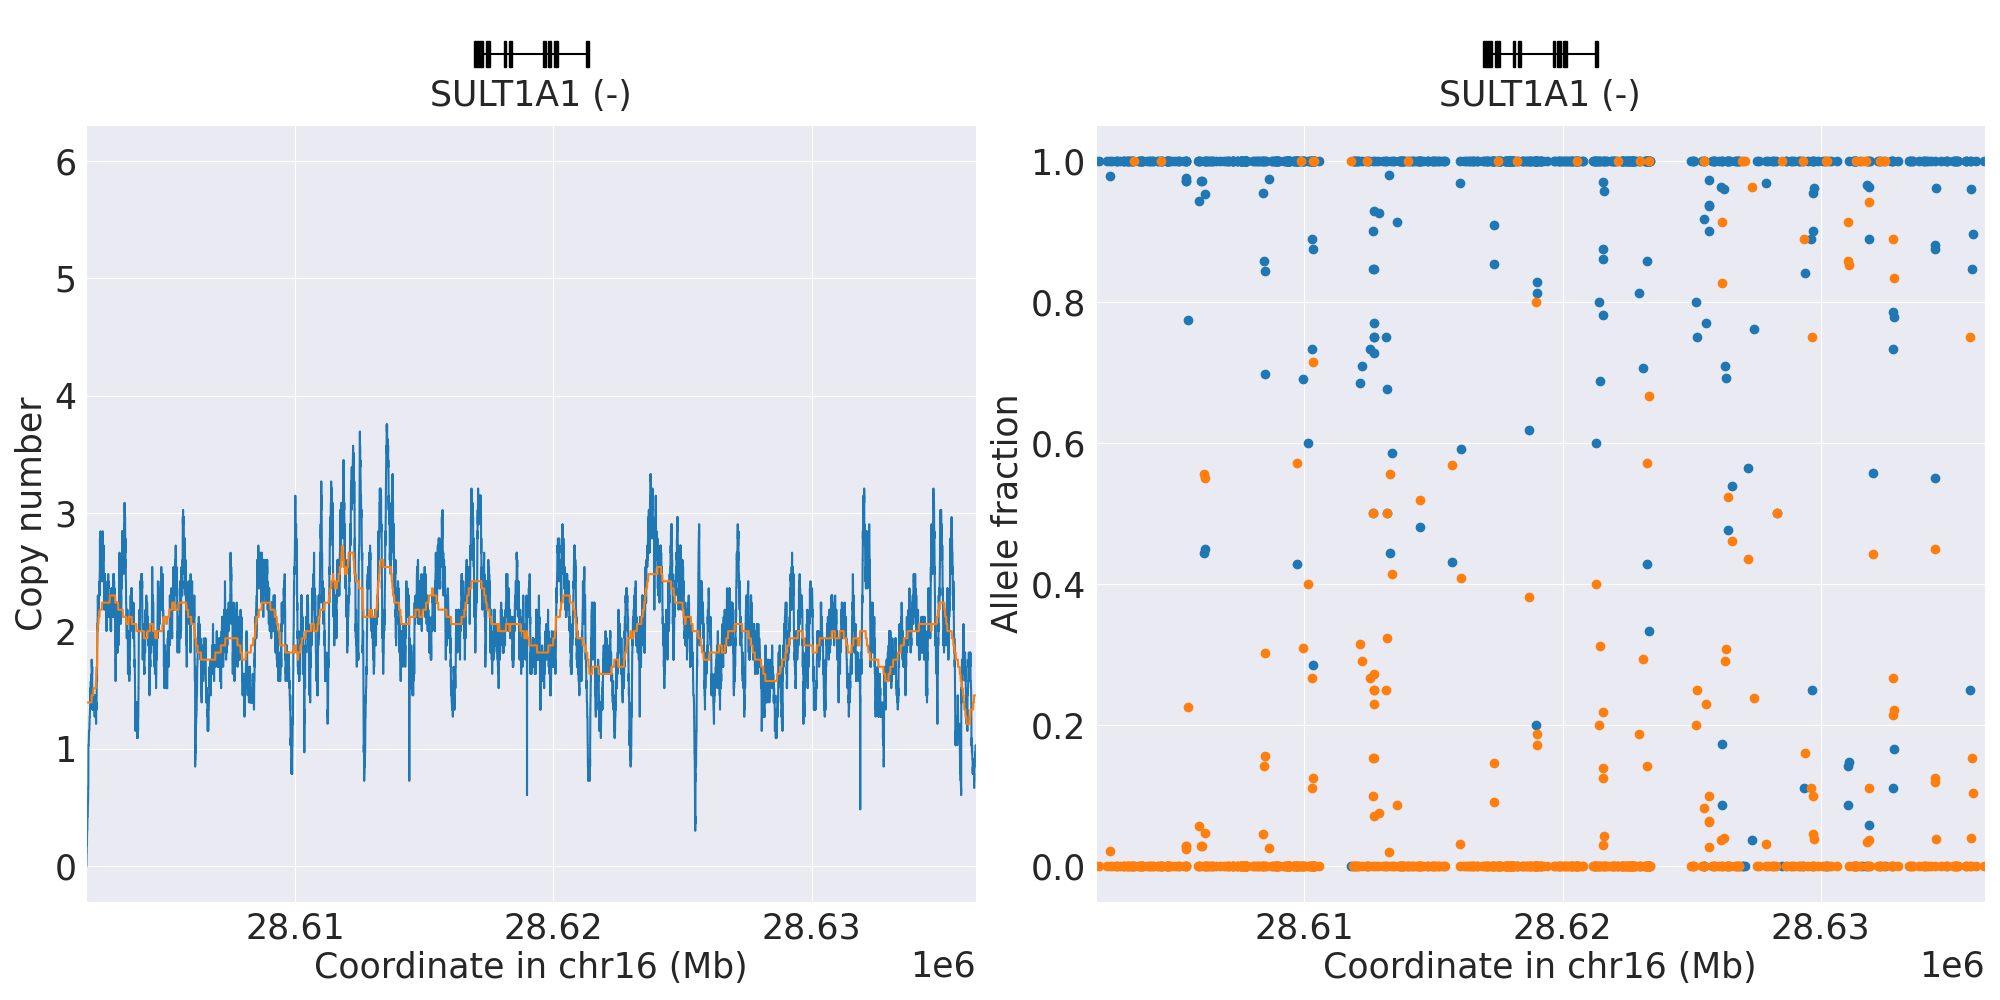 SULT1A1 (-)
6
5
4
3
2
1
0
Copy number
28.61
28.62
28.63
Coordinate in chr16 (Mb)
1e6
SULT1A1 (-)
1.0
0.8
0.6
0.4
0.2
0.0
Allele fraction
28.61
28.62
28.63
Coordinate in chr16 (Mb)
1e6